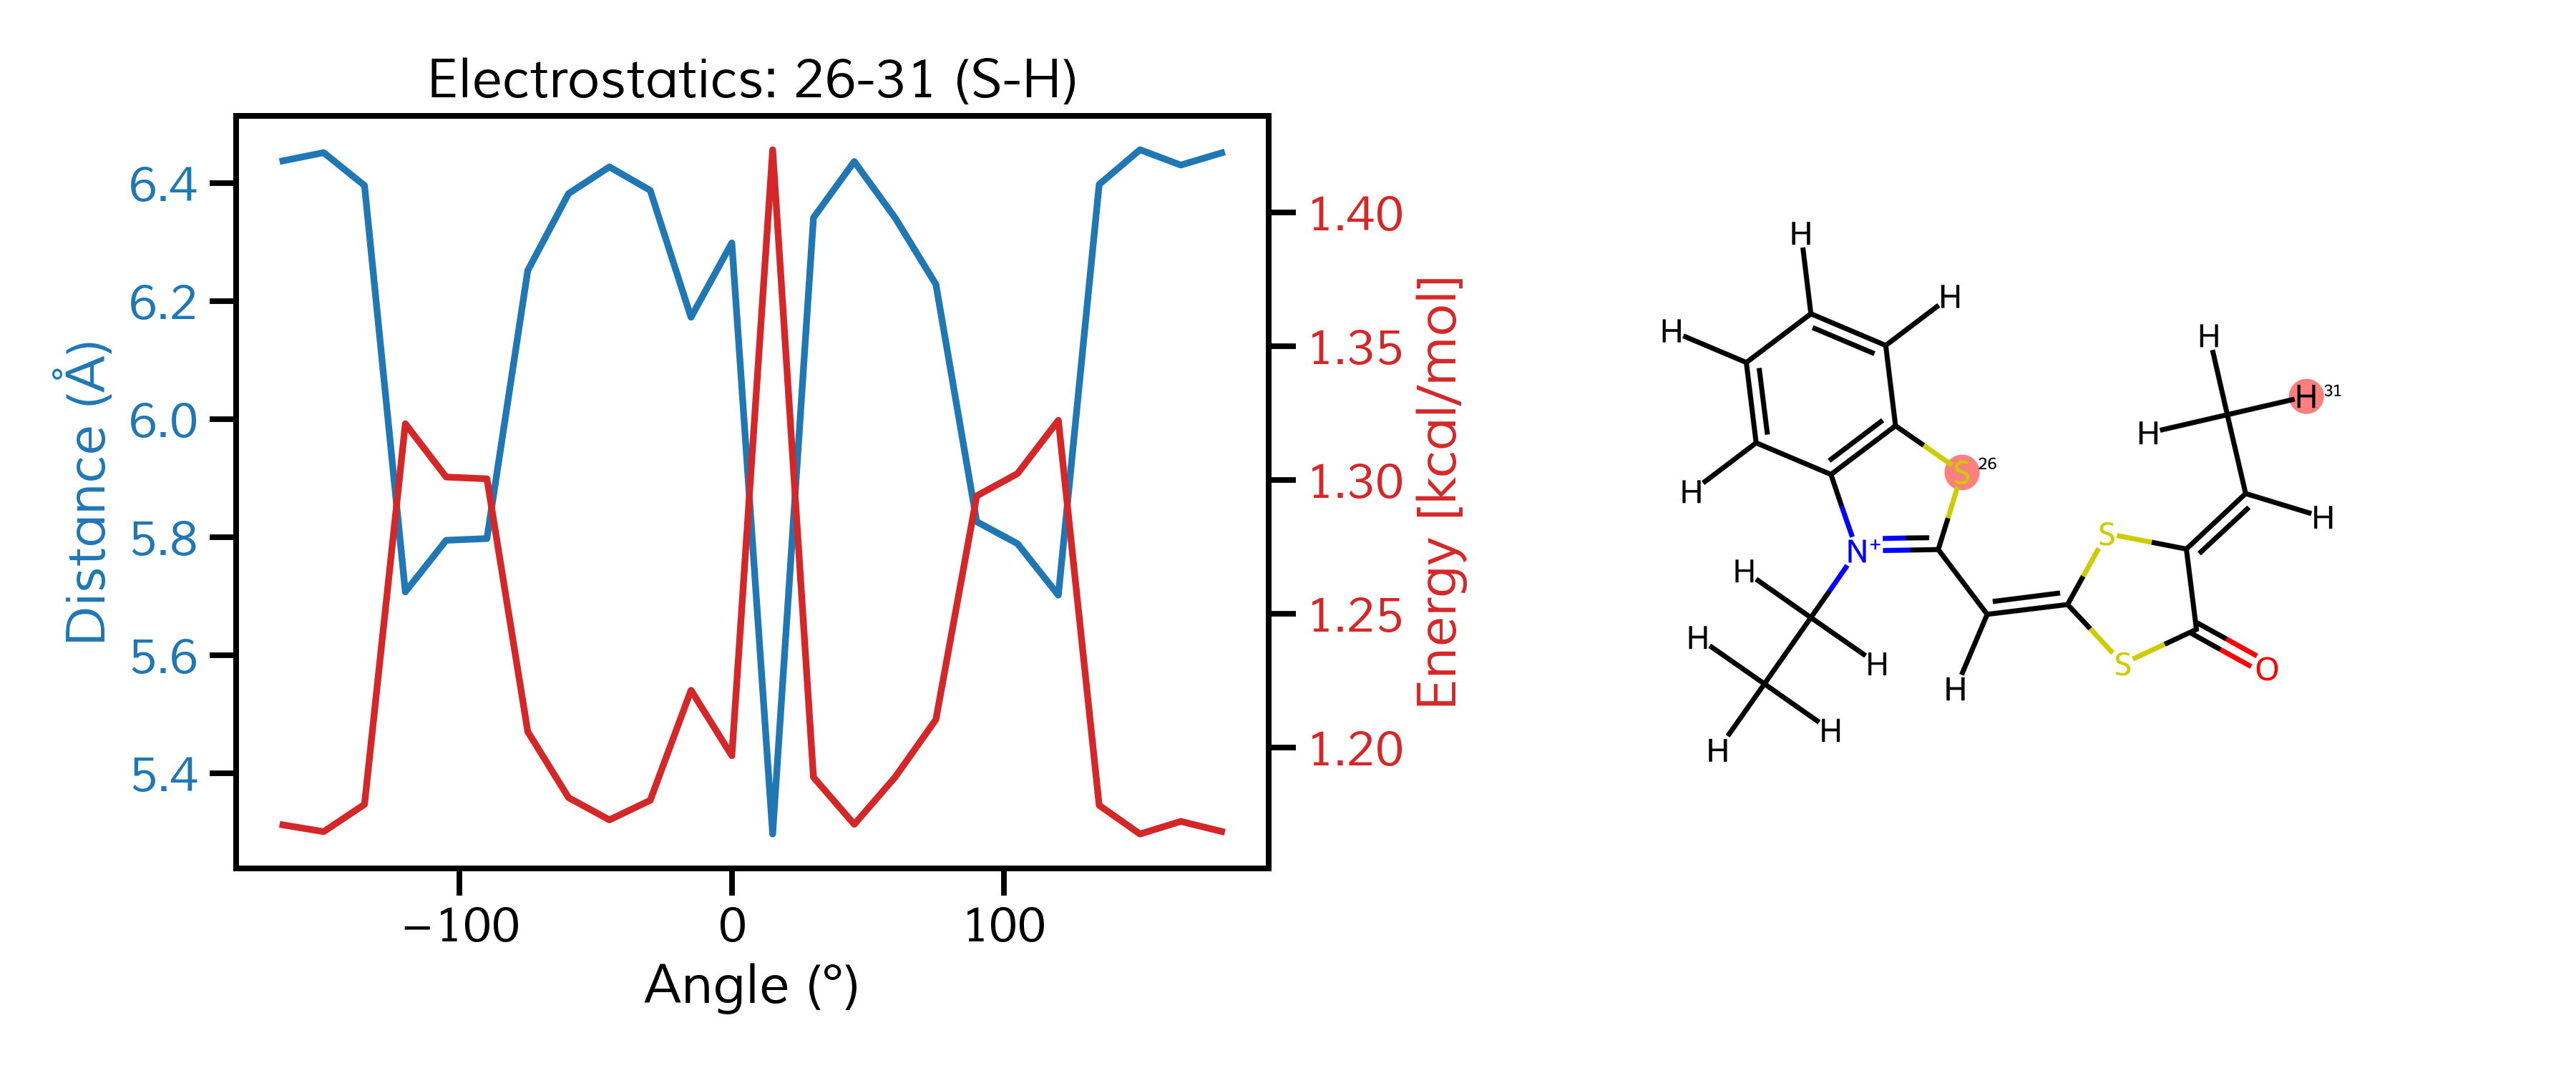 Electrostatics: 26-31 (S-H)
6.4
6.2
6.0
5.8
5.6
5.4
Distance (Å)
1.40
1.35
1.30
1.25
1.20
Energy [kcal/mol]
−100
0
100
Angle (°)
H
H
H
H
H
H
H 31
S 26
H
H
S
N+
H
H
H
S
O
H
H
H